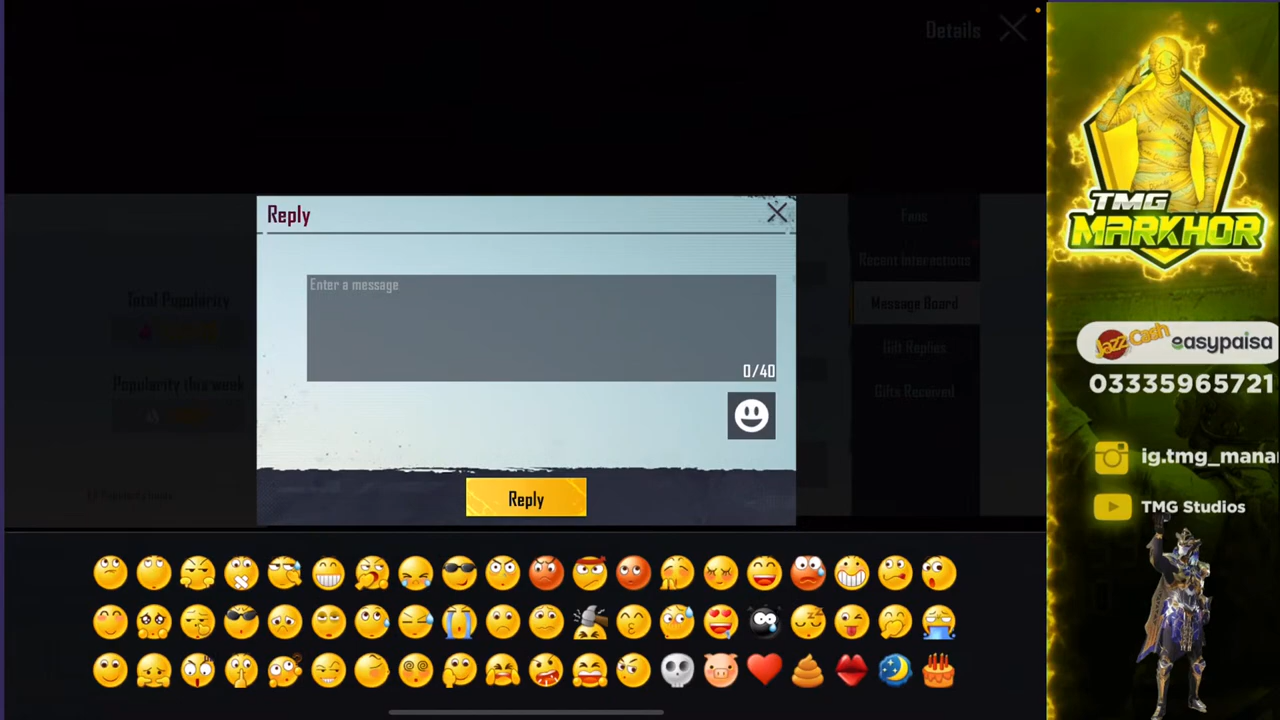 Details
Reply
Enter a message
0/40
Reply
Total Popularity
Popularity this week
Fans
Recent Interactions
Message Board
Gift Replies
Gifts Received
TMG
MARKHOR
JazzCash easypaisa
03335965721
ig.tmg_mana
TMG Studios